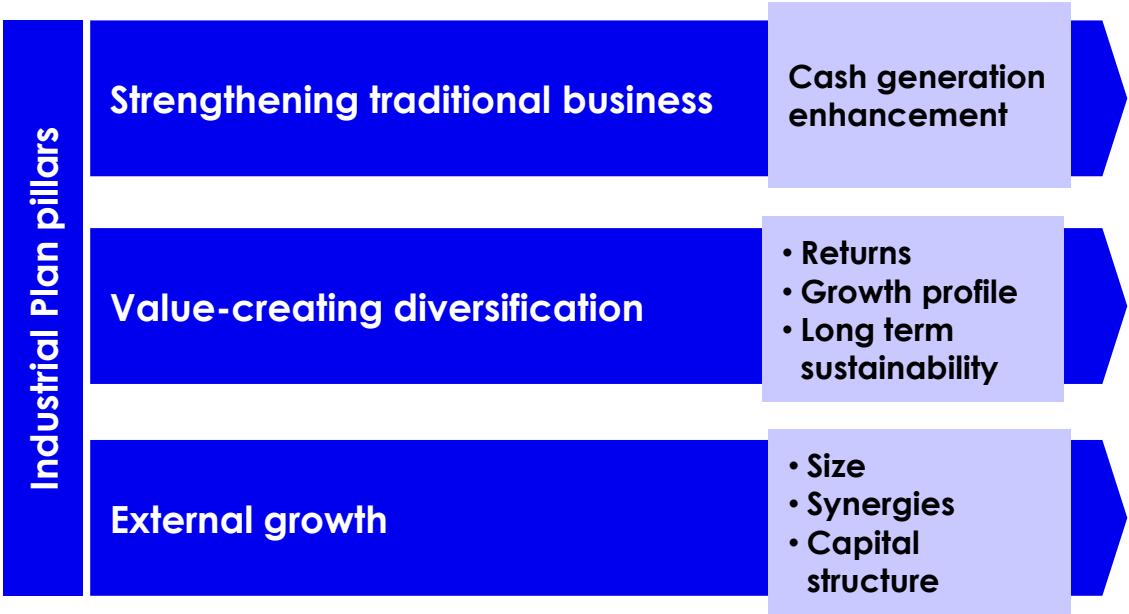 Industrial Plan pillars
Strengthening traditional business
Cash generation
enhancement
Value-creating diversification
• Returns
• Growth profile
• Long term
sustainability
External growth
• Size
• Synergies
• Capital
structure